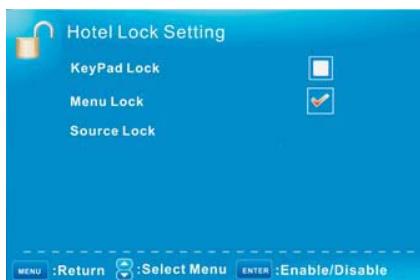 Hotel Lock Setting
KeyPad Lock
Menu Lock
Source Lock
MENU :Return :Select Menu ENTER :Enable/Disable